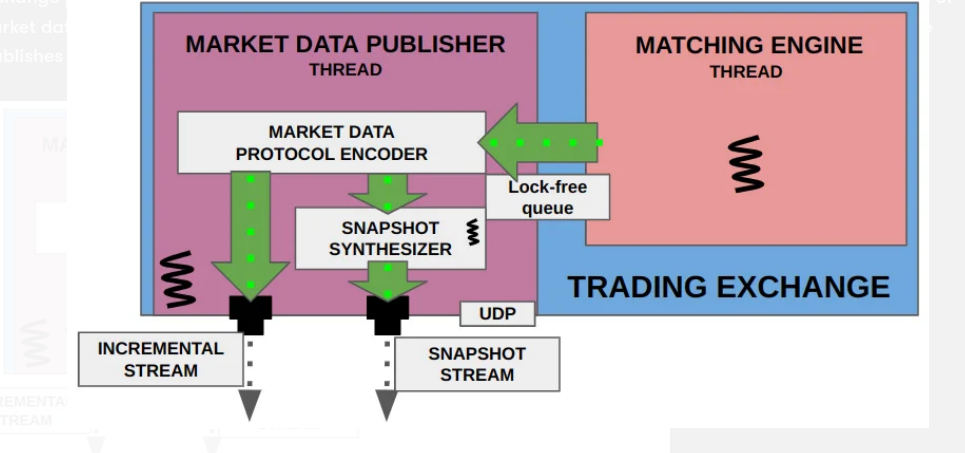 MARKET DATA PUBLISHER
THREAD
MATCHING ENGINE
THREAD
MARKET DATA
PROTOCOL ENCODER
Lock-free
queue
SNAPSHOT
SYNTHESIZER
TRADING EXCHANGE
UDP
INCREMENTAL
STREAM
SNAPSHOT
STREAM